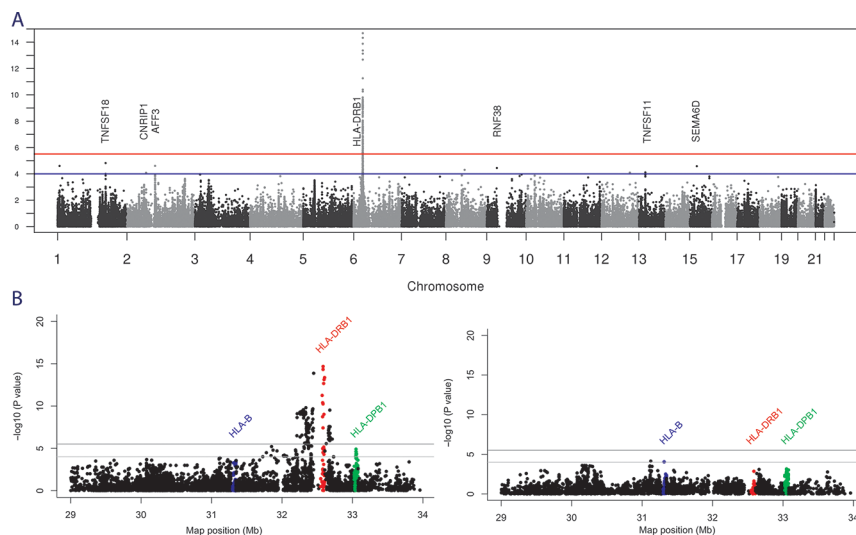 A
14
12
10
8
6
4
2
0
TNFSF18
CNRIP1
AFF3
HLA-DRB1
RNF38
TNFSF11
SEMA6D
1 2 3 4 5 6 7 8 9 10 11 12 13 15 17 19 21
Chromosome
B
20
15
10
5
0
−log10 (P value)
HLA-B
HLA-DRB1
HLA-DPB1
29 30 31 32 33 34
Map position (Mb)
20
15
10
5
0
−log10 (P value)
HLA-B
HLA-DRB1
HLA-DPB1
29 30 31 32 33 34
Map position (Mb)